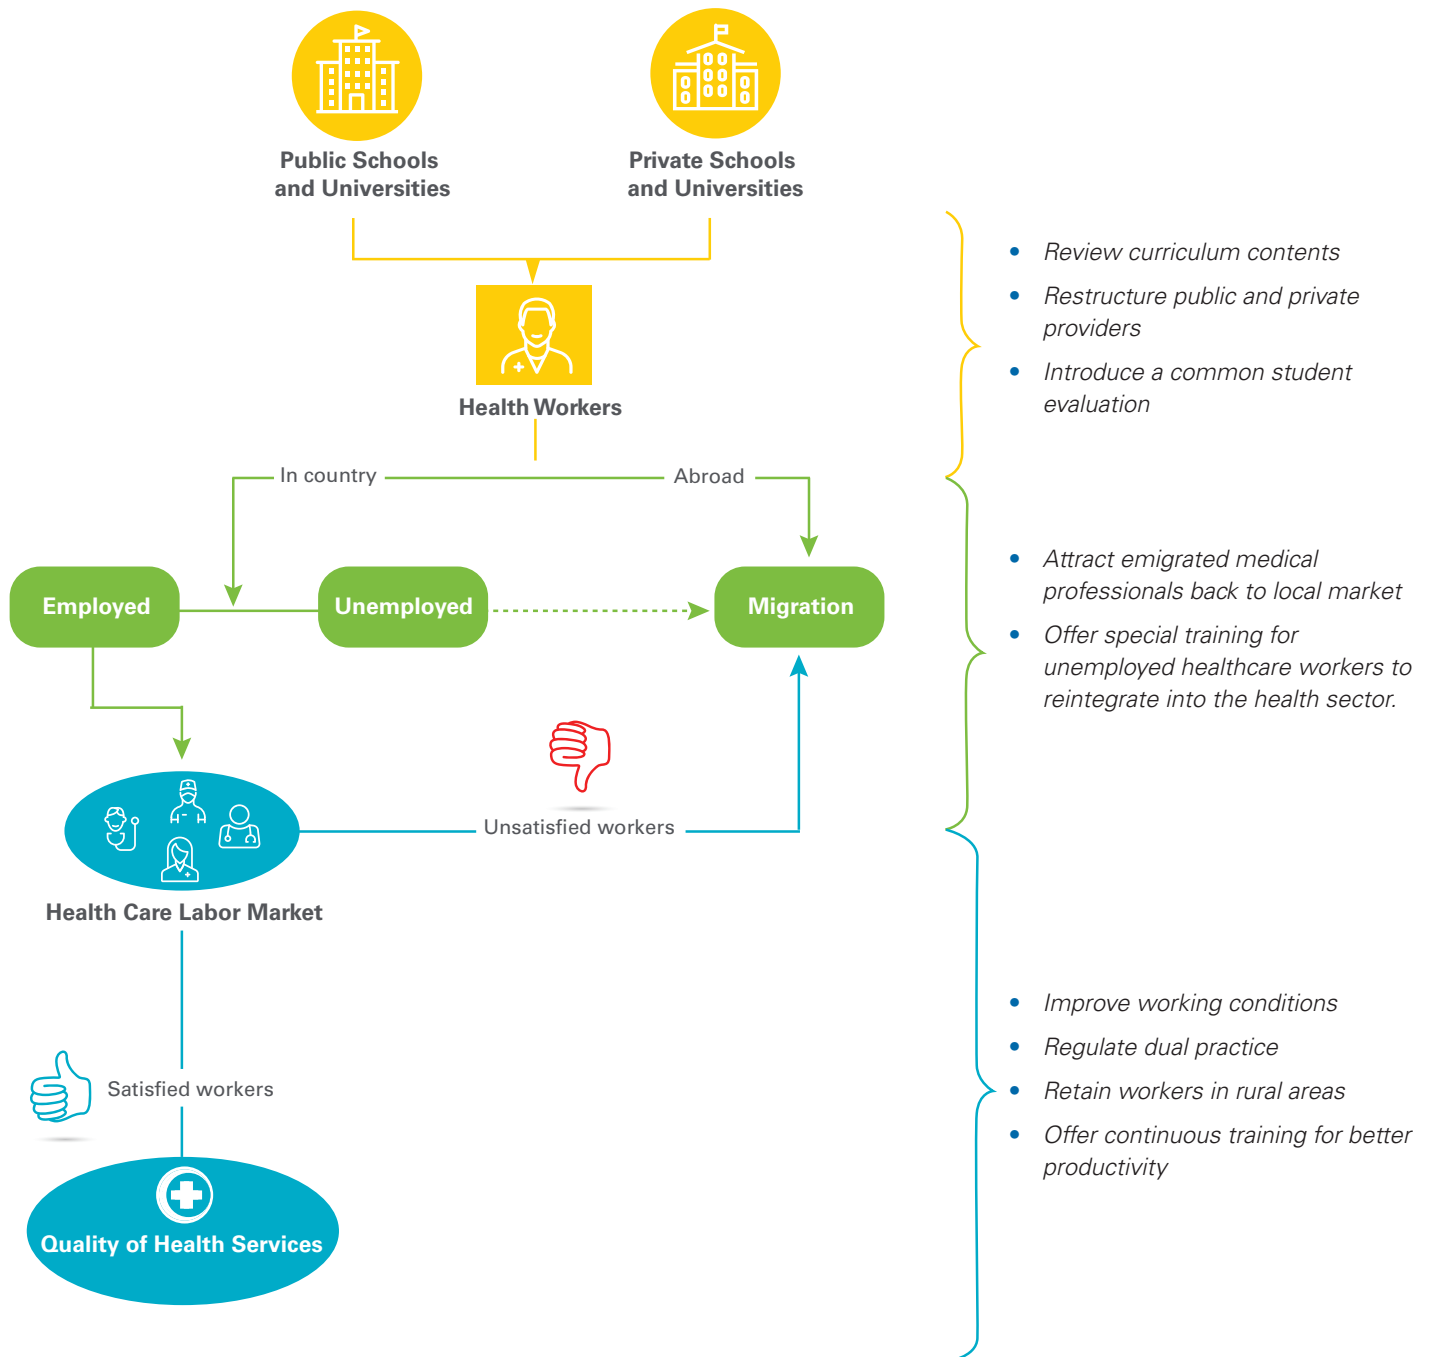 Public Schools
and Universities
Private Schools
and Universities
Health Workers
In country
Abroad
Employed
Unemployed
Migration
Unsatisfied workers
Health Care Labor Market
Satisfied workers
Quality of Health Services
• Review curriculum contents
• Restructure public and private
providers
• Introduce a common student
evaluation
• Attract emigrated medical
professionals back to local market
• Offer special training for
unemployed healthcare workers to
reintegrate into the health sector.
• Improve working conditions
• Regulate dual practice
• Retain workers in rural areas
• Offer continuous training for better
productivity